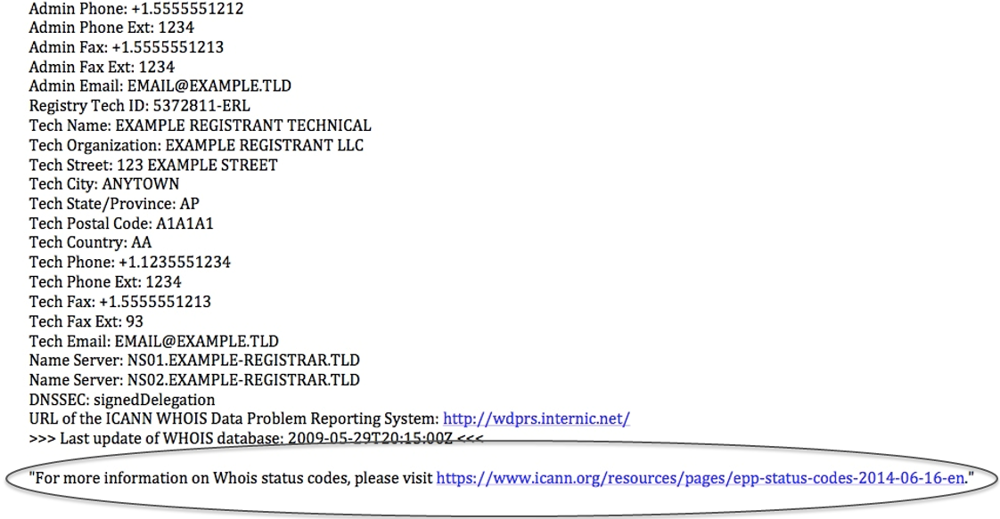 Admin Phone: +1.5555551212
Admin Phone Ext: 1234
Admin Fax: +1.5555551213
Admin Fax Ext: 1234
Admin Email: EMAIL@EXAMPLE.TLD
Registry Tech ID: 5372811-ERL
Tech Name: EXAMPLE REGISTRANT TECHNICAL
Tech Organization: EXAMPLE REGISTRANT LLC
Tech Street: 123 EXAMPLE STREET
Tech City: ANYTOWN
Tech State/Province: AP
Tech Postal Code: A1A1A1
Tech Country: AA
Tech Phone: +1.1235551234
Tech Phone Ext: 1234
Tech Fax: +1.5555551213
Tech Fax Ext: 93
Tech Email: EMAIL@EXAMPLE.TLD
Name Server: NS01.EXAMPLE-REGISTRAR.TLD
Name Server: NS02.EXAMPLE-REGISTRAR.TLD
DNSSEC: signedDelegation
URL of the ICANN WHOIS Data Problem Reporting System: http://wdprs.internic.net/
>>> Last update of WHOIS database: 2009-05-29T20:15:00Z <<<
"For more information on Whois status codes, please visit https://www.icann.org/resources/pages/epp-status-codes-2014-06-16-en."